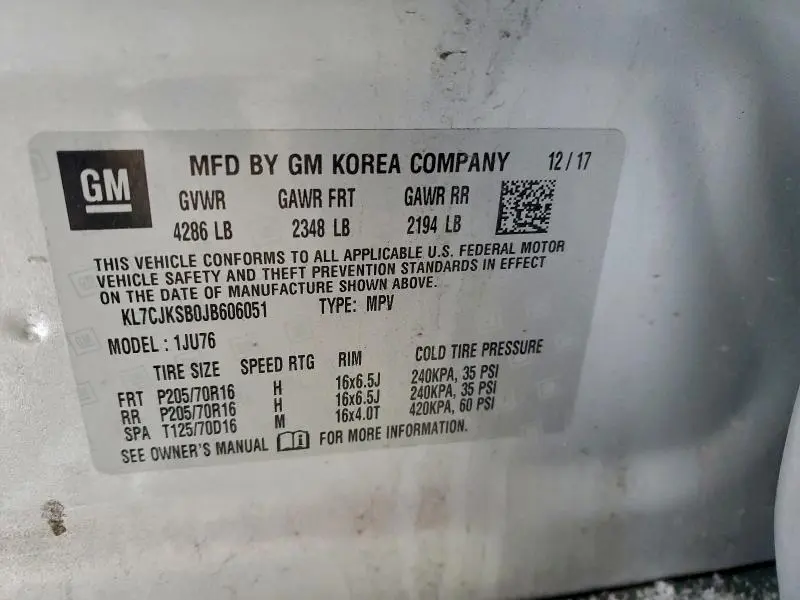 GM
MFD BY GM KOREA COMPANY 12/17
GVWR GAWR FRT GAWR RR
4286 LB 2348 LB 2194 LB
THIS VEHICLE CONFORMS TO ALL APPLICABLE U.S. FEDERAL MOTOR
VEHICLE SAFETY AND THEFT PREVENTION STANDARDS IN EFFECT
ON THE DATE OF MANUFACTURE SHOWN ABOVE.
KL7CJKSB0JB606051 TYPE: MPV
MODEL : 1JU76
TIRE SIZE SPEED RTG RIM COLD TIRE PRESSURE
FRT P205/70R16 H 16x6.5J 240KPA, 35 PSI
RR P205/70R16 H 16x6.5J 240KPA, 35 PSI
SPA T125/70D16 M 16x4.0T 420KPA, 60 PSI
SEE OWNER'S MANUAL FOR MORE INFORMATION.